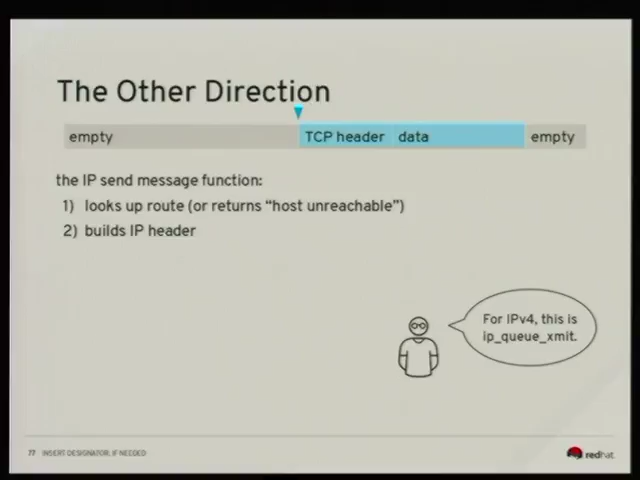 The Other Direction
empty TCP header data empty
the IP send message function:
1) looks up route (or returns “host unreachable”)
2) builds IP header
For IPv4, this is
ip_queue_xmit.
77 INSERT DESIGNATOR, IF NEEDED
redhat